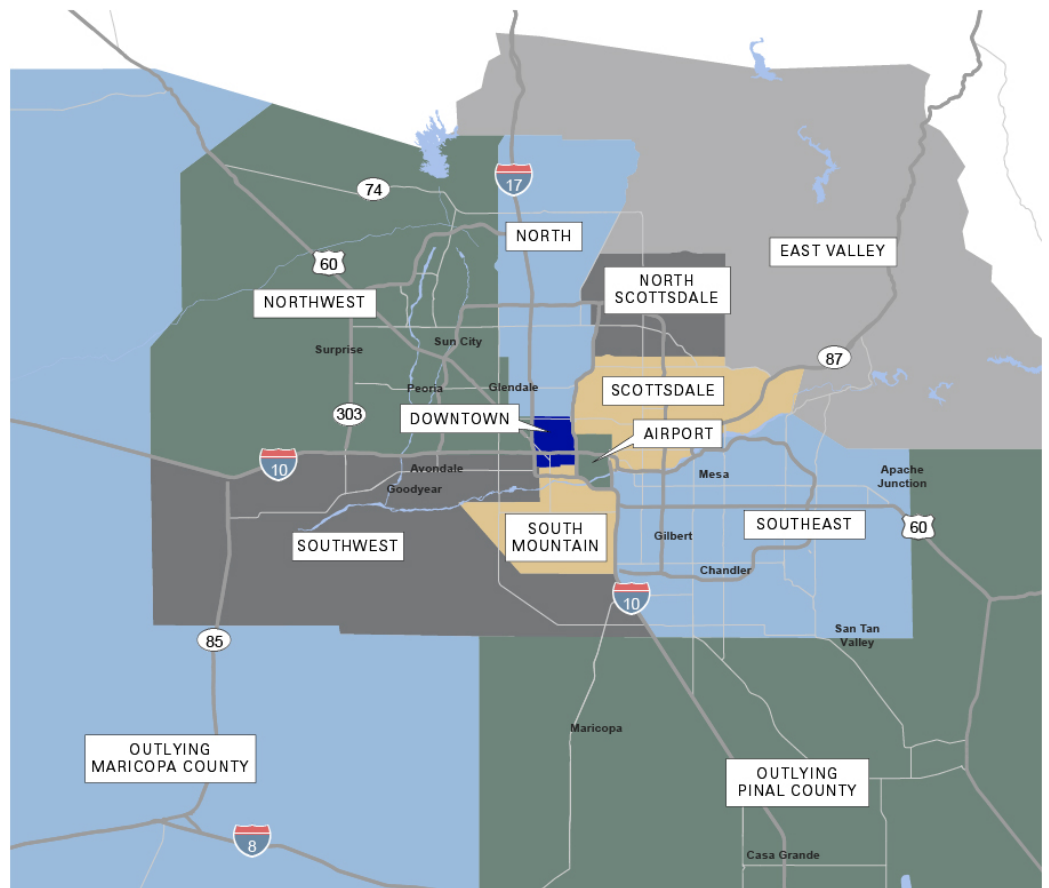 74
17
NORTH
EAST VALLEY
60
NORTH
SCOTTSDALE
NORTHWEST
Sun City
Surprise
87
Peoria
Glendale
SCOTTSDALE
303
DOWNTOWN
AIRPORT
10
Avondale
Mesa
Apache
Junction
Goodyear
SOUTHEAST
60
SOUTH
MOUNTAIN
Gilbert
SOUTHWEST
Chandler
10
San Tan
Valley
85
Maricopa
OUTLYING
MARICOPA COUNTY
OUTLYING
PINAL COUNTY
8
Casa Grande